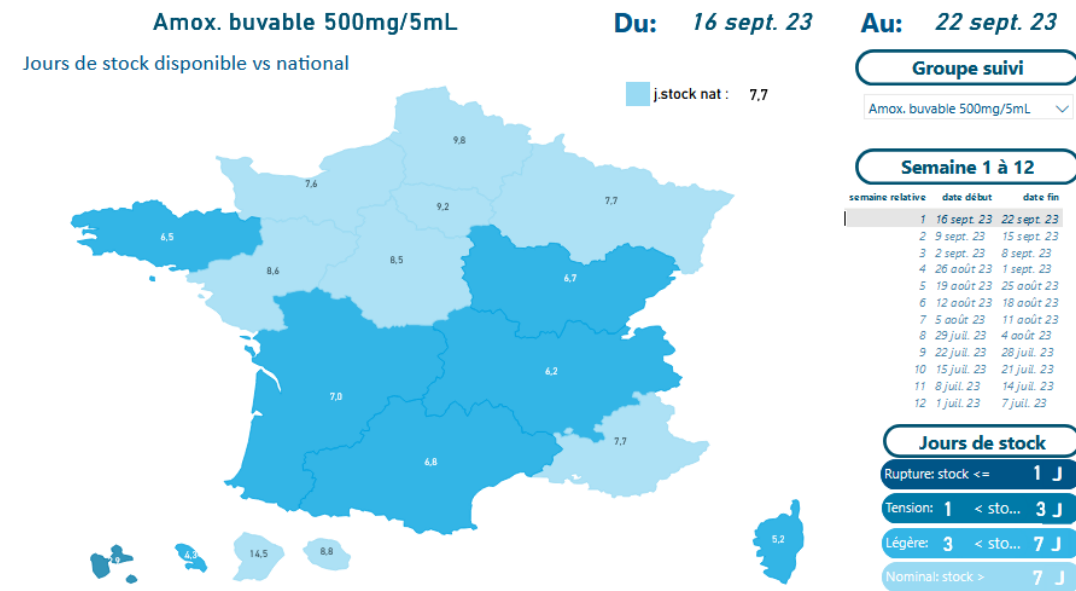 Amox. buvable 500mg/5mL
Du: 16 sept. 23 Au: 22 sept. 23
Jours de stock disponible vs national
j.stock nat : 7,7
9,8
7,6
9,2
7,7
6,5
8,6
8,5
6,7
7,0
6,2
6,8
7,7
5,2
4,3
14,5
8,8
Groupe suivi
Amox. buvable 500mg/5mL
Semaine 1 à 12
semaine relative date début date fin
1 16 sept. 23 22 sept. 23
2 9 sept. 23 15 sept. 23
3 2 sept. 23 8 sept. 23
4 26 août 23 1 sept. 23
5 19 août 23 25 août 23
6 12 août 23 18 août 23
7 5 août 23 11 août 23
8 29 juil. 23 4 août 23
9 22 juil. 23 28 juil. 23
10 15 juil. 23 21 juil. 23
11 8 juil. 23 14 juil. 23
12 1 juil. 23 7 juil. 23
Jours de stock
Rupture: stock <= 1 J
Tension: 1 < sto... 3 J
Légère: 3 < sto... 7 J
Nominal: stock > 7 J